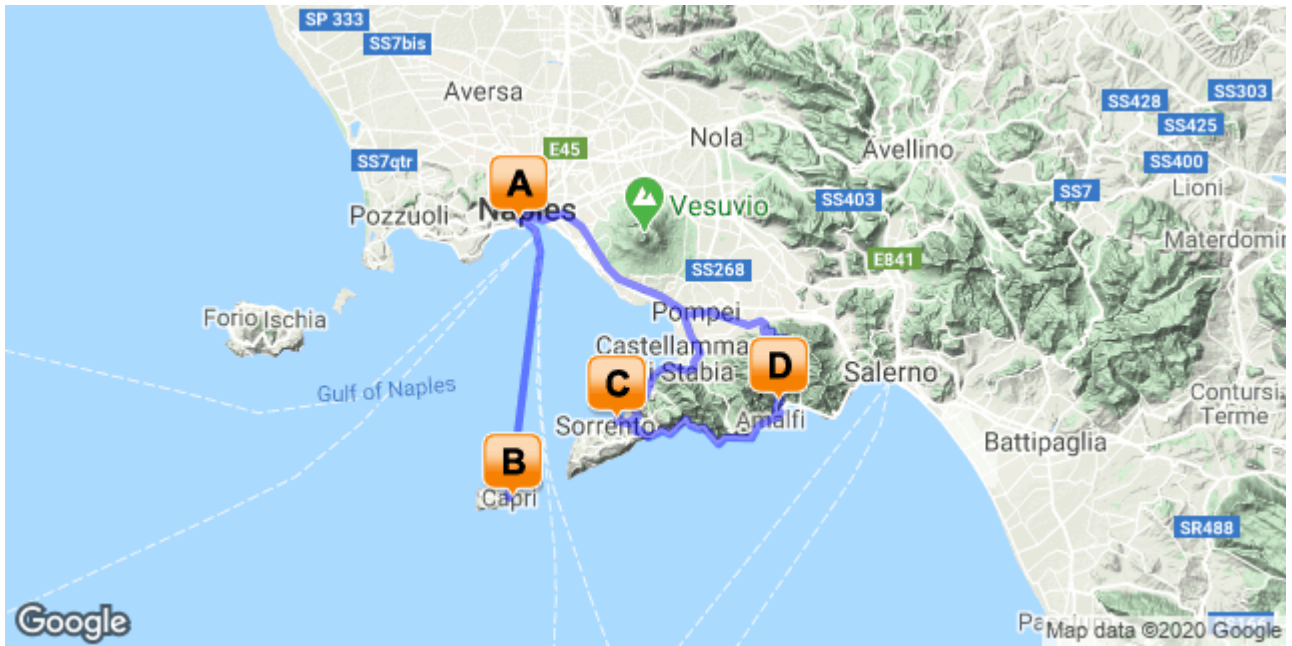 SP 333
SS7bis
Aversa
SS303
SS428
SS425
E45
Nola
Avellino
SS7qtr
SS400
A
Lioni
SS7
SS403
Pozzuoli
Naples
Vesuvio
E841
SS268
Forio
Ischia
Pompei
Castellamma
i Stabia
D
Salerno
C
Gulf of Naples
Contursi
Terme
Sorrento
Amalfi
Battipaglia
B
Capri
SR488
Google
Map data ©2020 Google